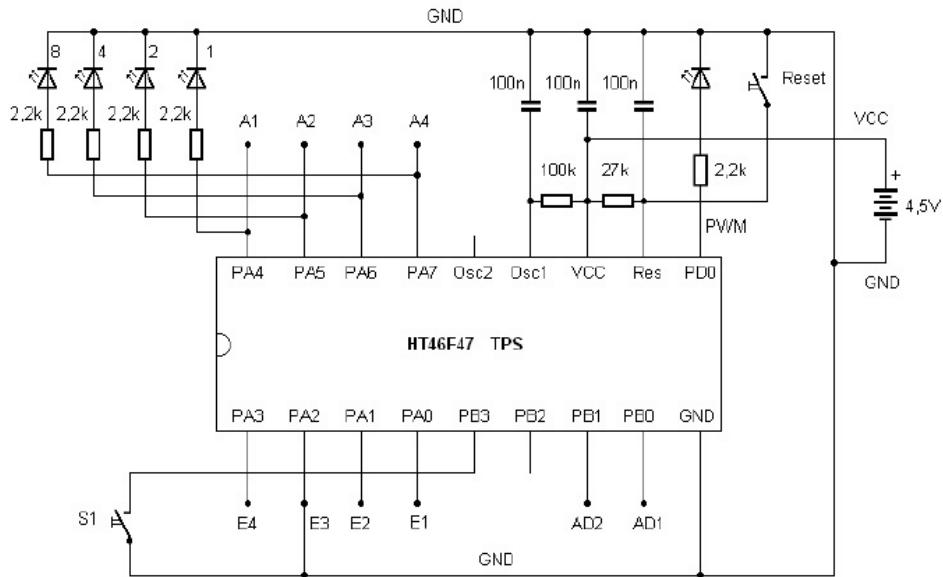 GND
8 4 2 1
100n 100n 100n
Reset
2,2k 2,2k 2,2k 2,2k
A1 A2 A3 A4
VCC
100k 27k 2,2k
+
4,5V
PWM
PA4 PA5 PA6 PA7 Osc2 Osc1 VCC Res PD0
GND
HT46F47 TPS
PA3 PA2 PA1 PA0 PB3 PB2 PB1 PB0 GND
S1
E4 E3 E2 E1 AD2 AD1
GND